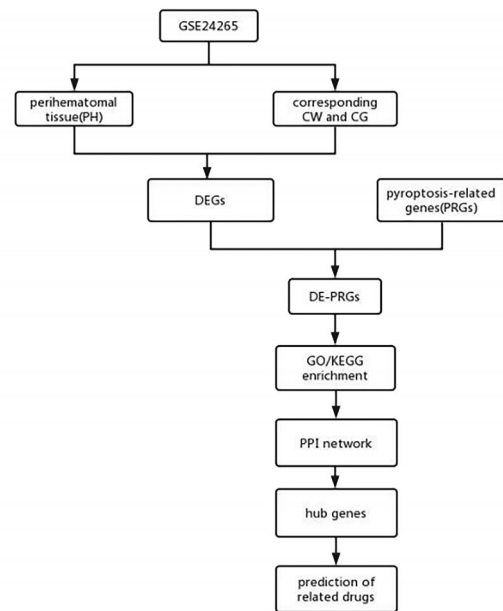 GSE24265
perihematomal
tissue(PH)
corresponding
CW and CG
DEGs
pyroptosis-related
genes(PRGs)
DE-PRGs
GO/KEGG
enrichment
PPI network
hub genes
prediction of
related drugs